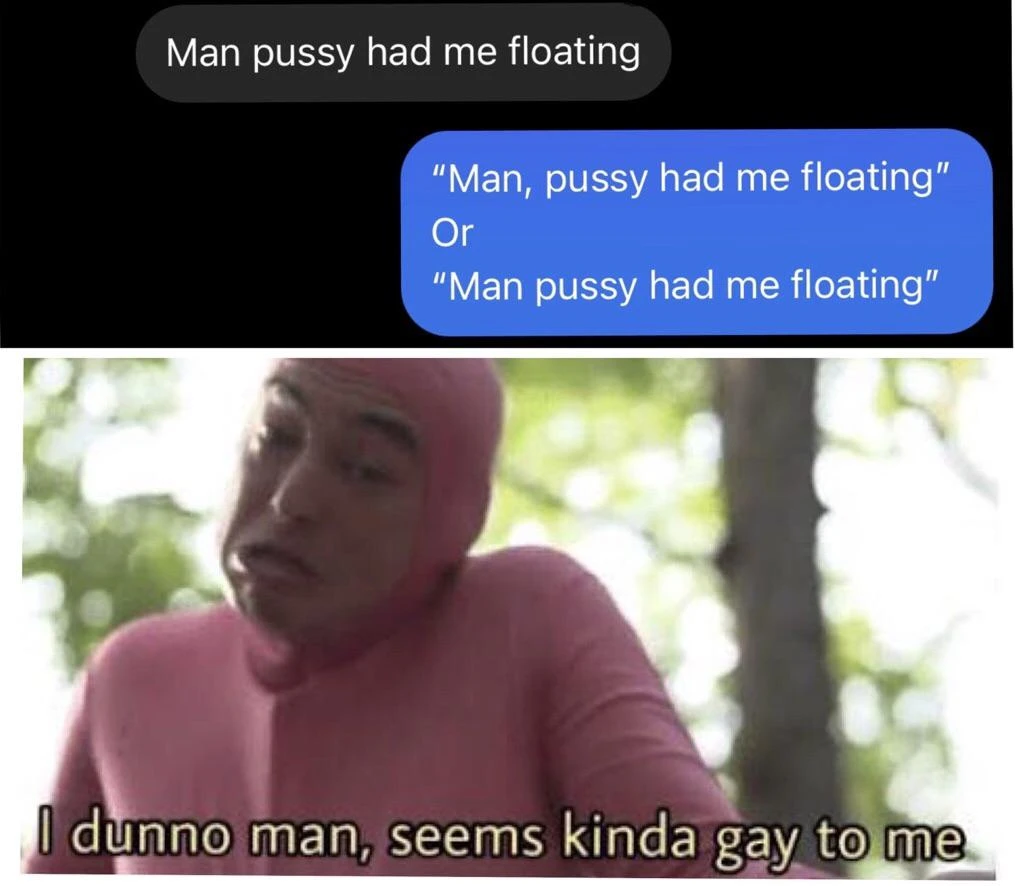 Man pussy had me floating
“Man, pussy had me floating”
Or
“Man pussy had me floating”
I dunno man, seems kinda gay to me